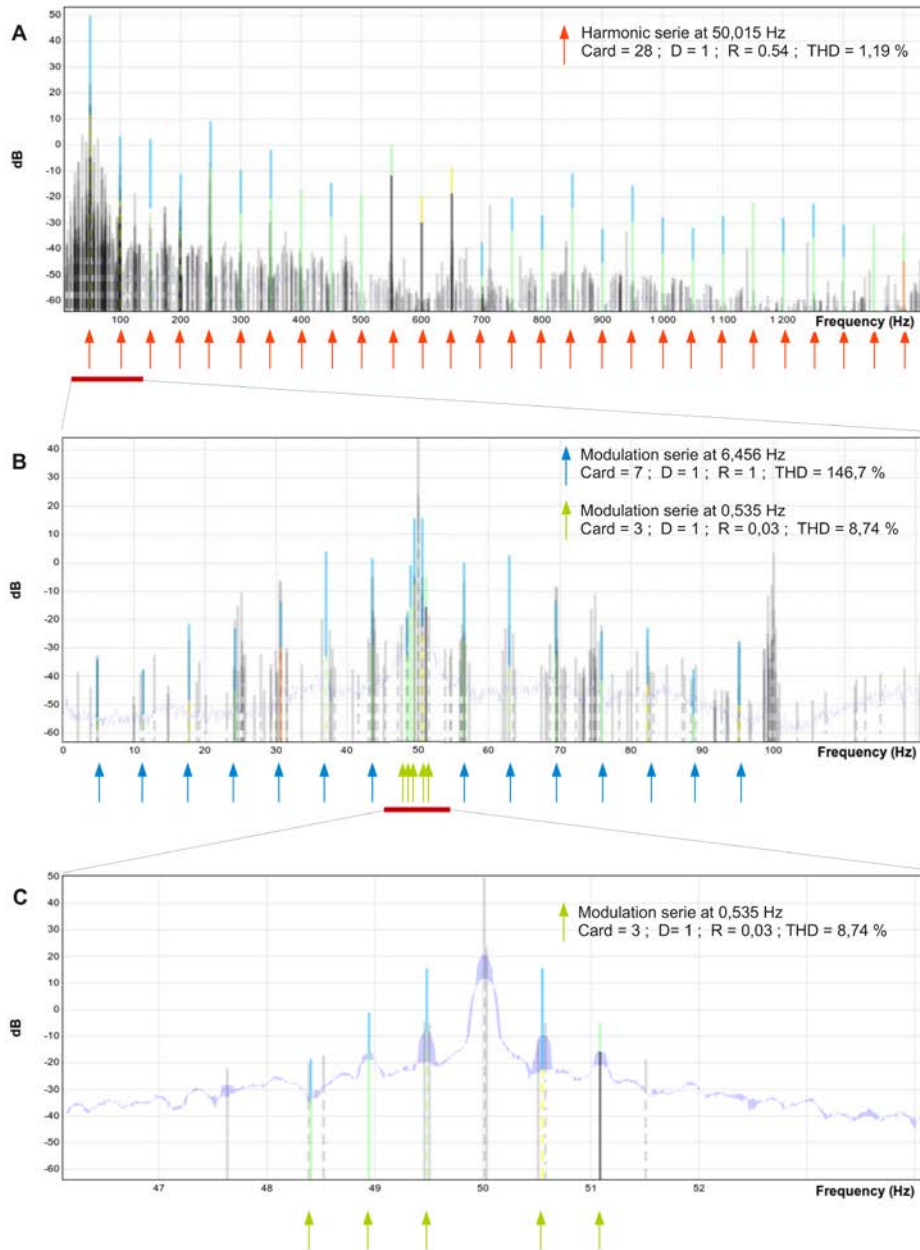 A
50
40
30
20
10
0
-10
-20
-30
-40
-50
-60
dB
Harmonic serie at 50,015 Hz
Card = 28 ; D = 1 ; R = 0.54 ; THD = 1,19 %
100 200 300 400 500 600 700 800 900 1 000 1 100 1 200 Frequency (Hz)
B
40
30
20
10
0
-10
-20
-30
-40
-50
-60
dB
Modulation serie at 6,456 Hz
Card = 7 ; D = 1 ; R = 1 ; THD = 146,7 %
Modulation serie at 0,535 Hz
Card = 3 ; D = 1 ; R = 0,03 ; THD = 8,74 %
0 10 20 30 40 50 60 70 80 90 100 Frequency (Hz)
C
50
40
30
20
10
0
-10
-20
-30
-40
-50
-60
dB
Modulation serie at 0,535 Hz
Card = 3 ; D= 1 ; R = 0,03 ; THD = 8,74 %
47 48 49 50 51 52 Frequency (Hz)